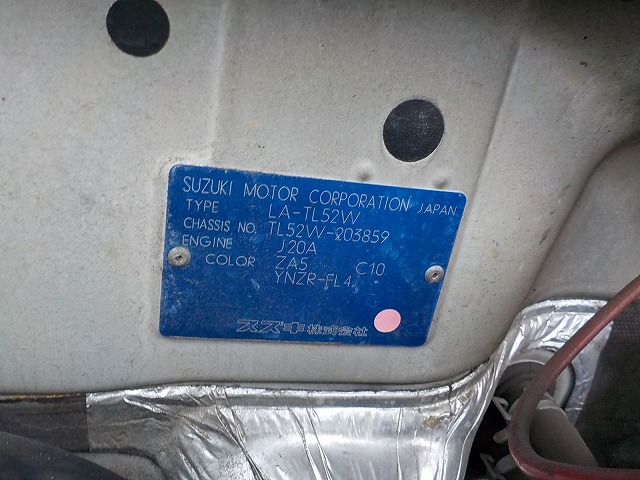 SUZUKI MOTOR CORPORATION JAPAN
TYPE LA-TL52W
CHASSIS NO. TL52W-203859
ENGINE J20A
COLOR ZA5 C10
YNZR-FL4
スズキ株式会社